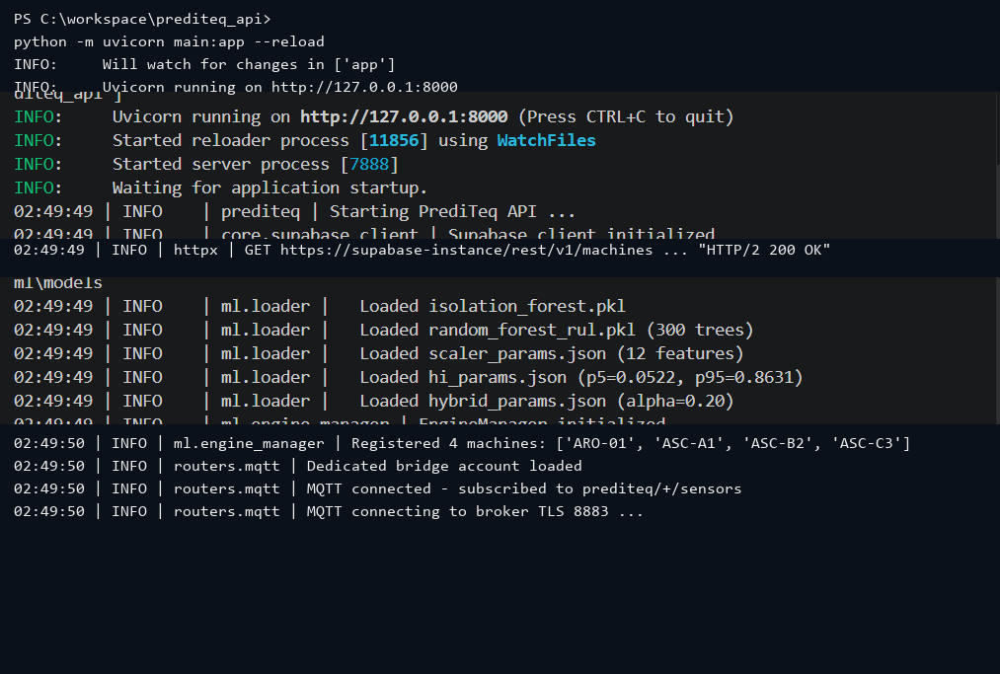 PS C:\workspace\prediteq_api>
python -m uvicorn main:app --reload
INFO:     Will watch for changes in ['app']
INFO:     Uvicorn running on http://127.0.0.1:8000
diteq_api']
INFO:     Uvicorn running on http://127.0.0.1:8000 (Press CTRL+C to quit)
INFO:     Started reloader process [11856] using WatchFiles
INFO:     Started server process [7888]
INFO:     Waiting for application startup.
02:49:49 | INFO    | prediteq | Starting PrediTeq API ...
02:49:49 | INFO    | core.supabase_client | Supabase client initialized
02:49:49 | INFO | httpx | GET https://supabase-instance/rest/v1/machines ... "HTTP/2 200 OK"
ml\models
02:49:49 | INFO    | ml.loader |   Loaded isolation_forest.pkl
02:49:49 | INFO    | ml.loader |   Loaded random_forest_rul.pkl (300 trees)
02:49:49 | INFO    | ml.loader |   Loaded scaler_params.json (12 features)
02:49:49 | INFO    | ml.loader |   Loaded hi_params.json (p5=0.0522, p95=0.8631)
02:49:49 | INFO    | ml.loader |   Loaded hybrid_params.json (alpha=0.20)
02:49:49 | INFO    | ml.engine_manager | EngineManager initialized
02:49:50 | INFO | ml.engine_manager | Registered 4 machines: ['ARO-01', 'ASC-A1', 'ASC-B2', 'ASC-C3']
02:49:50 | INFO | routers.mqtt | Dedicated bridge account loaded
02:49:50 | INFO | routers.mqtt | MQTT connected - subscribed to prediteq/+/sensors
02:49:50 | INFO | routers.mqtt | MQTT connecting to broker TLS 8883 ...